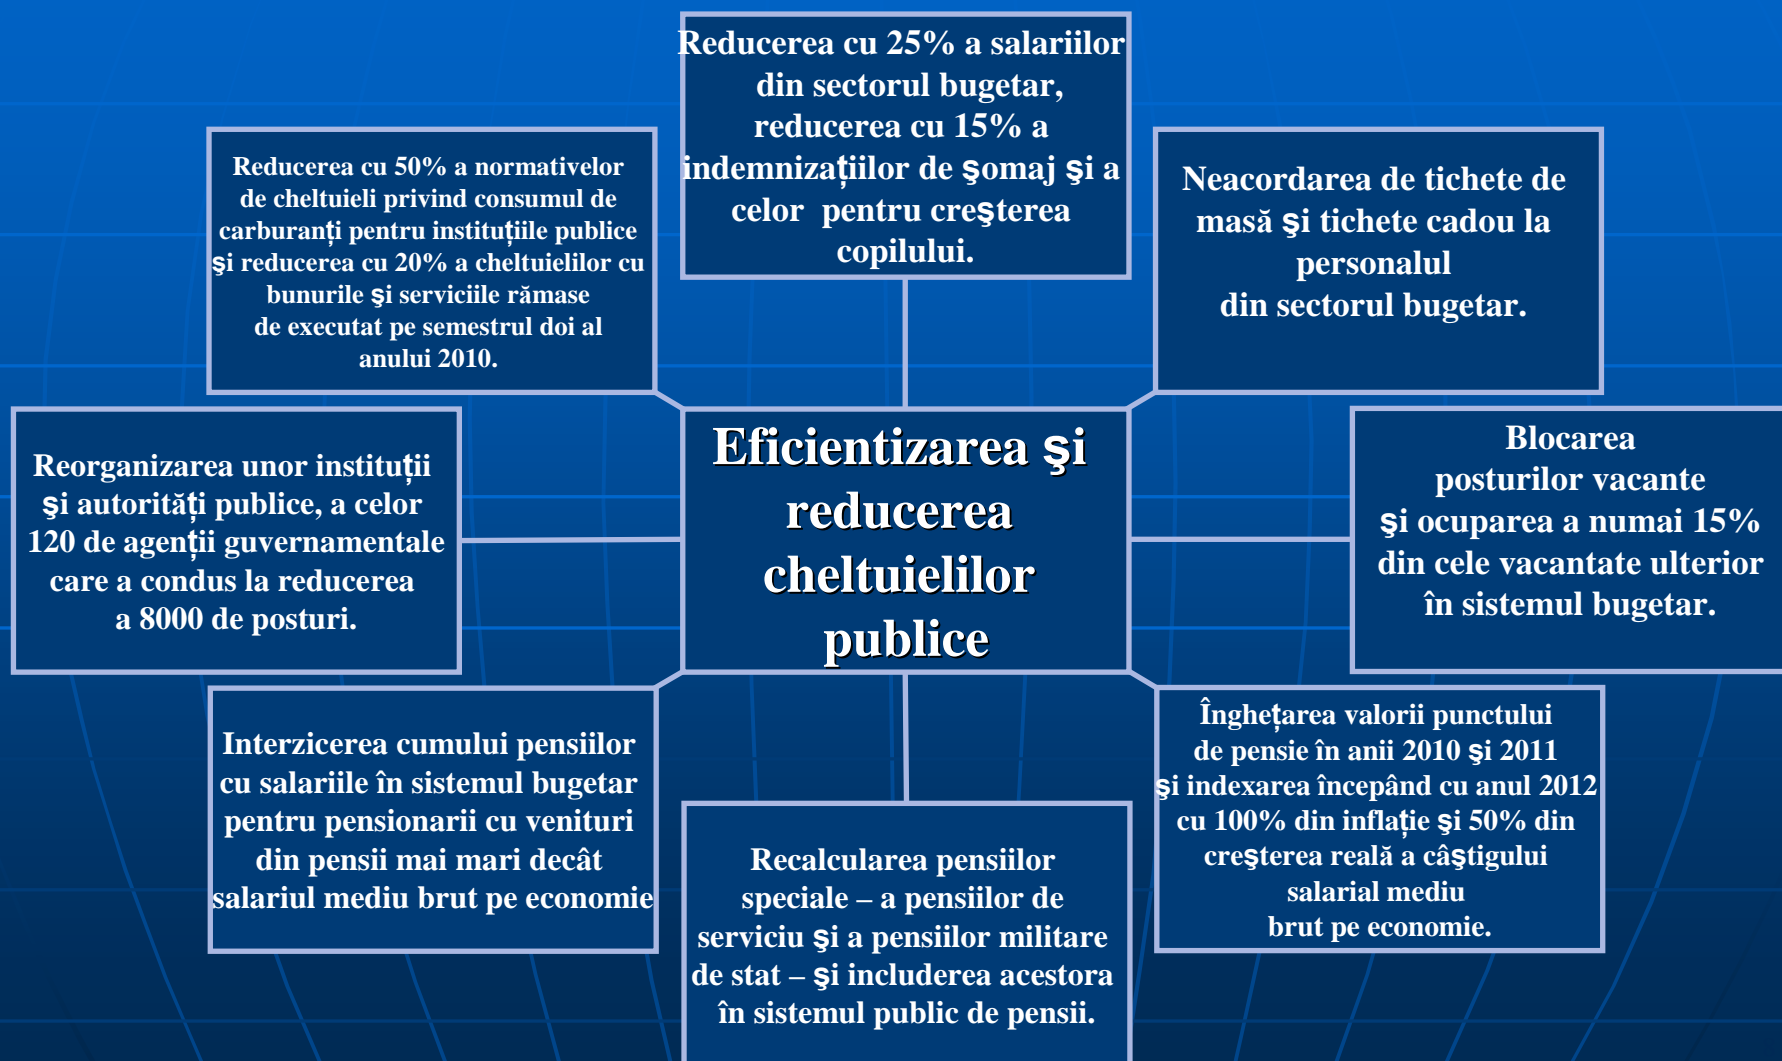 Reducerea cu 25% a salariilor
din sectorul bugetar,
reducerea cu 15% a
indemnizaţiilor de şomaj şi a
celor pentru creşterea
copilului.
Reducerea cu 50% a normativelor
de cheltuieli privind consumul de
carburanţi pentru instituţiile publice
şi reducerea cu 20% a cheltuielilor cu
bunurile şi serviciile rămase
de executat pe semestrul doi al
anului 2010.
Neacordarea de tichete de
masă şi tichete cadou la
personalul
din sectorul bugetar.
Reorganizarea unor instituţii
şi autorităţi publice, a celor
120 de agenţii guvernamentale
care a condus la reducerea
a 8000 de posturi.
Eficientizarea şi
reducerea
cheltuielilor
publice
Blocarea
posturilor vacante
şi ocuparea a numai 15%
din cele vacantate ulterior
în sistemul bugetar.
Interzicerea cumului pensiilor
cu salariile în sistemul bugetar
pentru pensionarii cu venituri
din pensii mai mari decât
salariul mediu brut pe economie
Recalcularea pensiilor
speciale – a pensiilor de
serviciu şi a pensiilor militare
de stat – şi includerea acestora
în sistemul public de pensii.
Îngheţarea valorii punctului
de pensie în anii 2010 şi 2011
şi indexarea începând cu anul 2012
cu 100% din inflaţie şi 50% din
creşterea reală a câştigului
salarial mediu
brut pe economie.